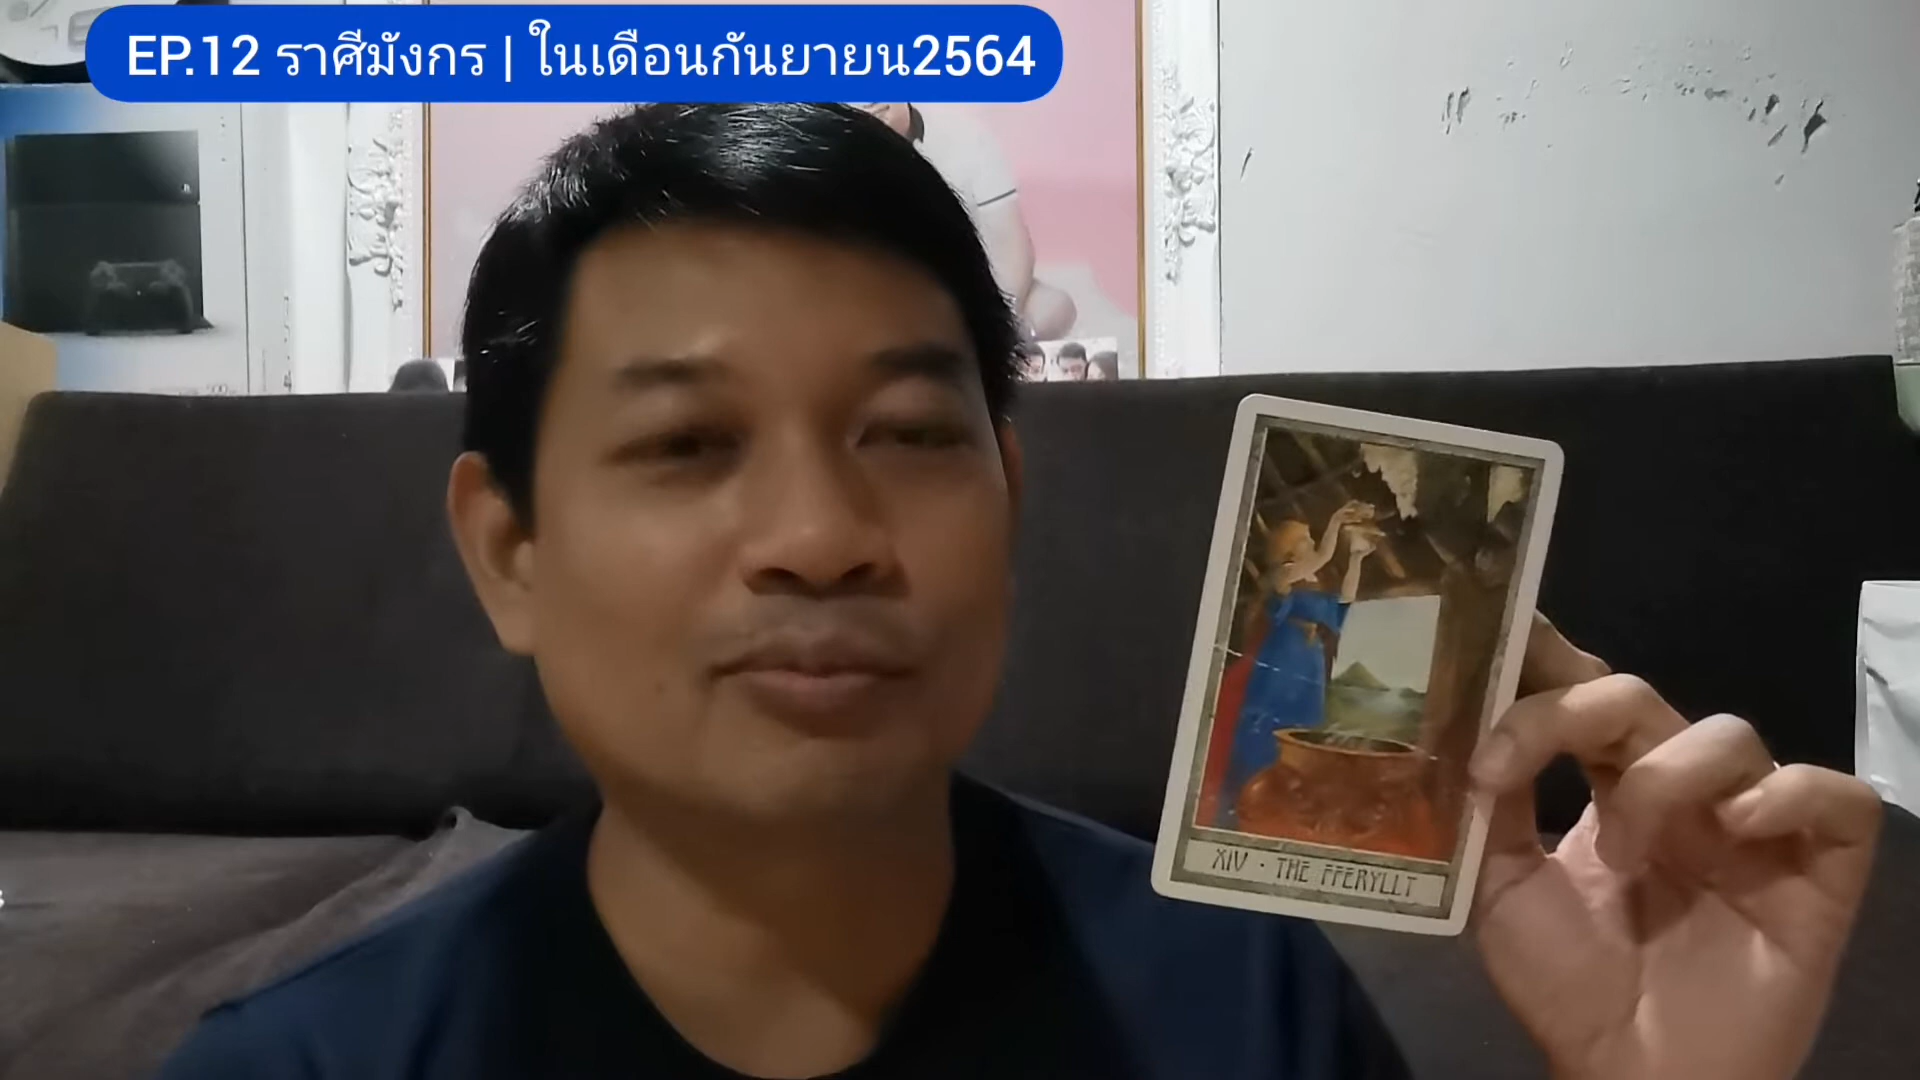 EP.12 ราศีมังกร | ในเดือนกันยายน2564
XIV · THE FFERYLLT